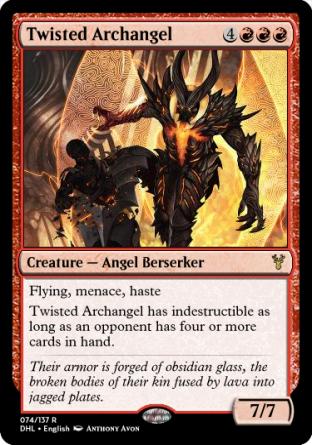 Twisted Archangel 4
Creature — Angel Berserker
Flying, menace, haste
Twisted Archangel has indestructible as
long as an opponent has four or more
cards in hand.
Their armor is forged of obsidian glass, the
broken bodies of their kin fused by lava into
jagged plates.
7/7
074/137 R
DHL • English ANTHONY AVON